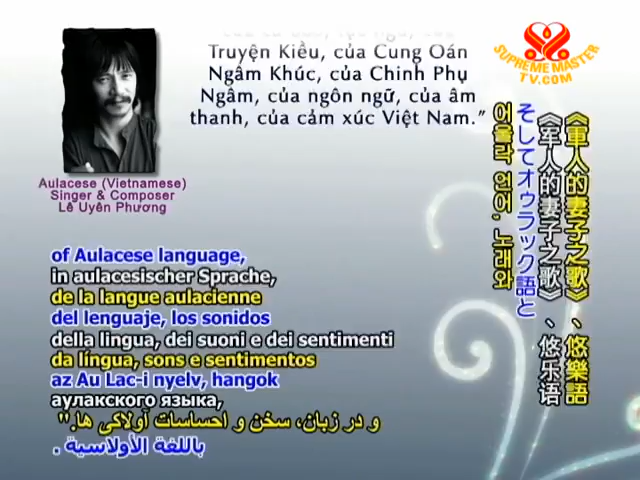 Truyện Kiều, của Cung Oán
Ngâm Khúc, của Chinh Phụ
Ngâm, của ngôn ngữ, của âm
thanh, của cảm xúc Việt Nam.”
SUPREME MASTER
TV.COM
Aulacese (Vietnamese)
Singer & Composer
Lê Uyên Phương
of Aulacese language,
in aulacesischer Sprache,
de la langue aulacienne
del lenguaje, los sonidos
della lingua, dei suoni e dei sentimenti
da língua, sons e sentimentos
az Au Lac-i nyelv, hangok
аулакского языка,
و در زبان، سخن و احساسات آولاکی ها."
باللغة الأولاسية .
《軍人的妻子之歌》、悠樂語
《军人的妻子之歌》、悠乐语
そしてオゥラック語と
어울락 언어, 노래와